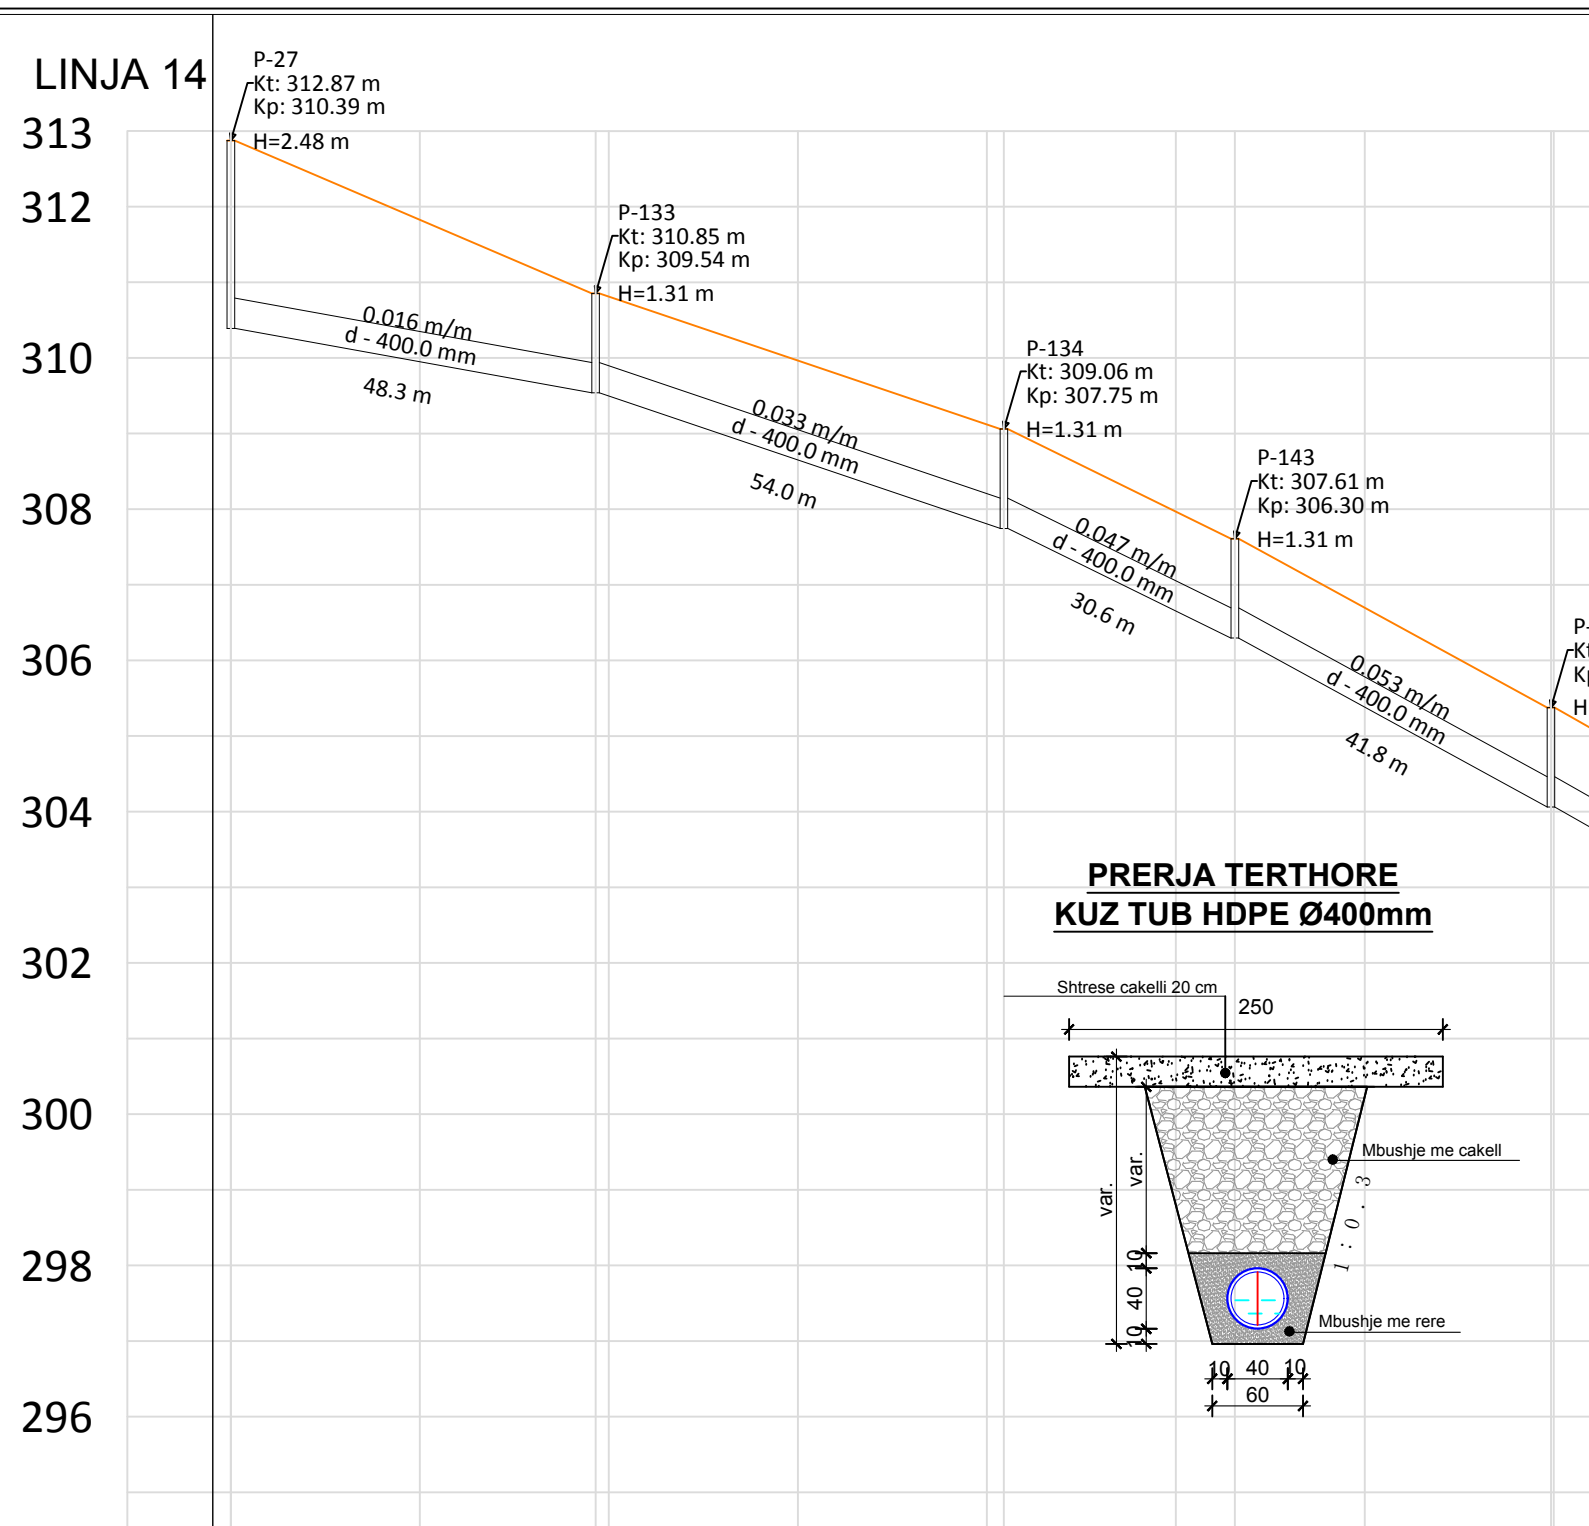 LINJA 14
P-27
Kt: 312.87 m
Kp: 310.39 m
H=2.48 m
313
312
310
308
306
304
302
300
298
296
P-133
Kt: 310.85 m
Kp: 309.54 m
H=1.31 m
P-134
Kt: 309.06 m
Kp: 307.75 m
H=1.31 m
P-143
Kt: 307.61 m
Kp: 306.30 m
H=1.31 m
P-
Kt
Kp
H
0.016 m/m
d - 400.0 mm
48.3 m
0.033 m/m
d - 400.0 mm
54.0 m
0.047 m/m
d - 400.0 mm
30.6 m
0.053 m/m
d - 400.0 mm
41.8 m
PRERJA TERTHORE
KUZ TUB HDPE Ø400mm
Shtrese cakelli 20 cm
250
Mbushje me cakell
var.
var.
1:0.3
10
40
10
Mbushje me rere
10 40 10
60